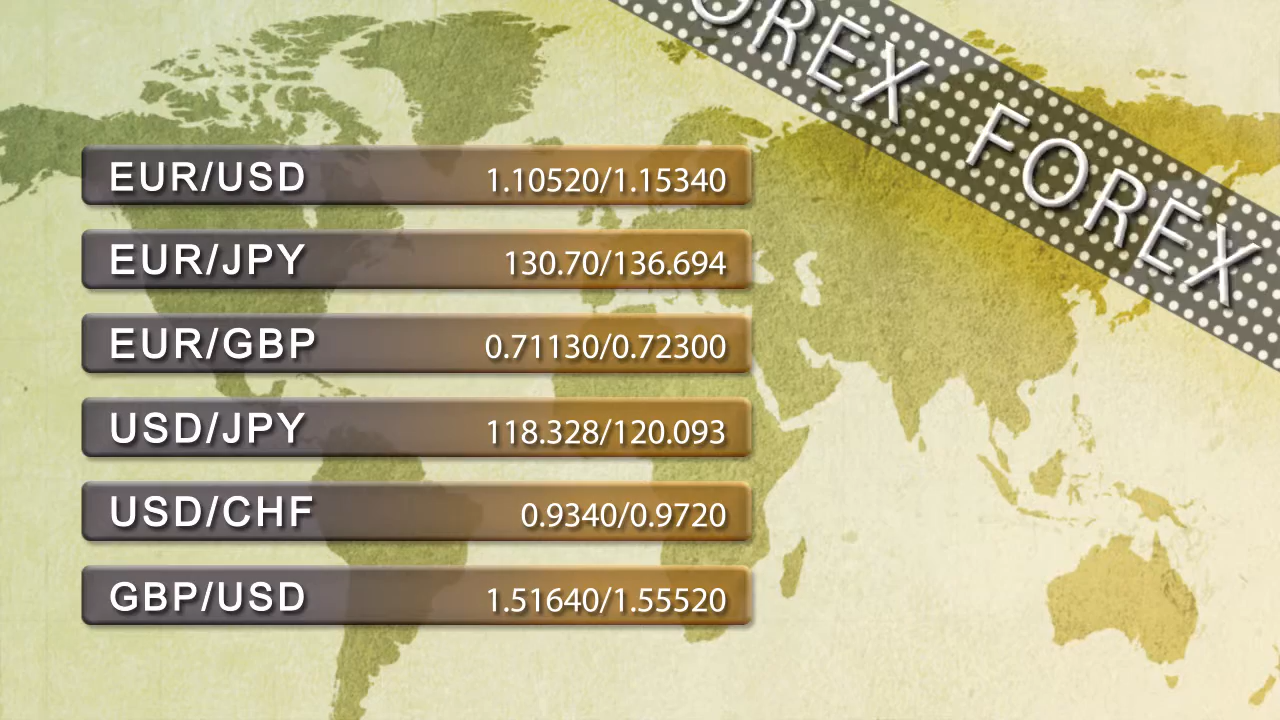 OREX FOREX
EUR/USD 1.10520/1.15340
EUR/JPY 130.70/136.694
EUR/GBP 0.71130/0.72300
USD/JPY 118.328/120.093
USD/CHF 0.9340/0.9720
GBP/USD 1.51640/1.55520